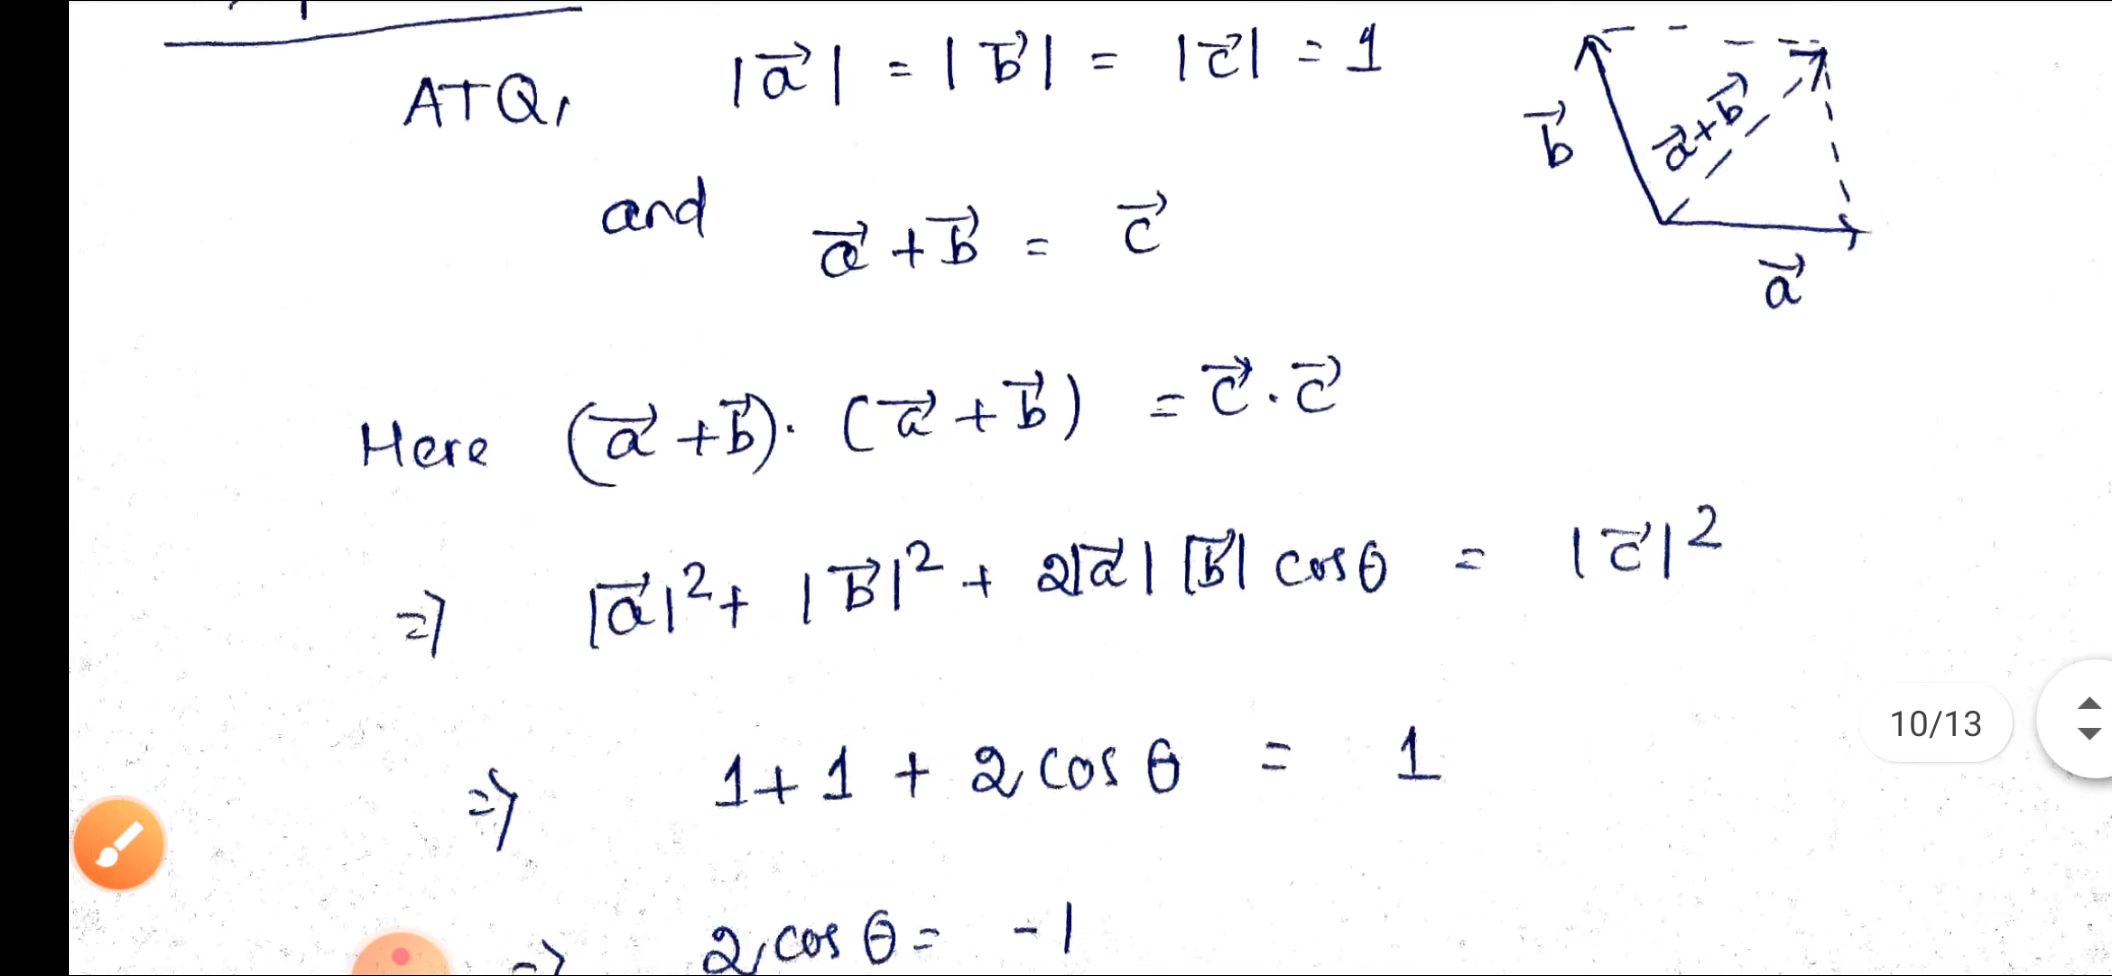 ATQ, |a⃗| = |b⃗| = |c⃗| = 1
and a⃗ + b⃗ = c⃗
b⃗
a⃗+b⃗
a⃗
Here (a⃗ + b⃗) · (a⃗ + b⃗) = c⃗ · c⃗
⇒ |a⃗|² + |b⃗|² + 2|a⃗| |b⃗| cos θ = |c⃗|²
10/13
⇒ 1 + 1 + 2 cos θ = 1
⇒ 2 cos θ = -1